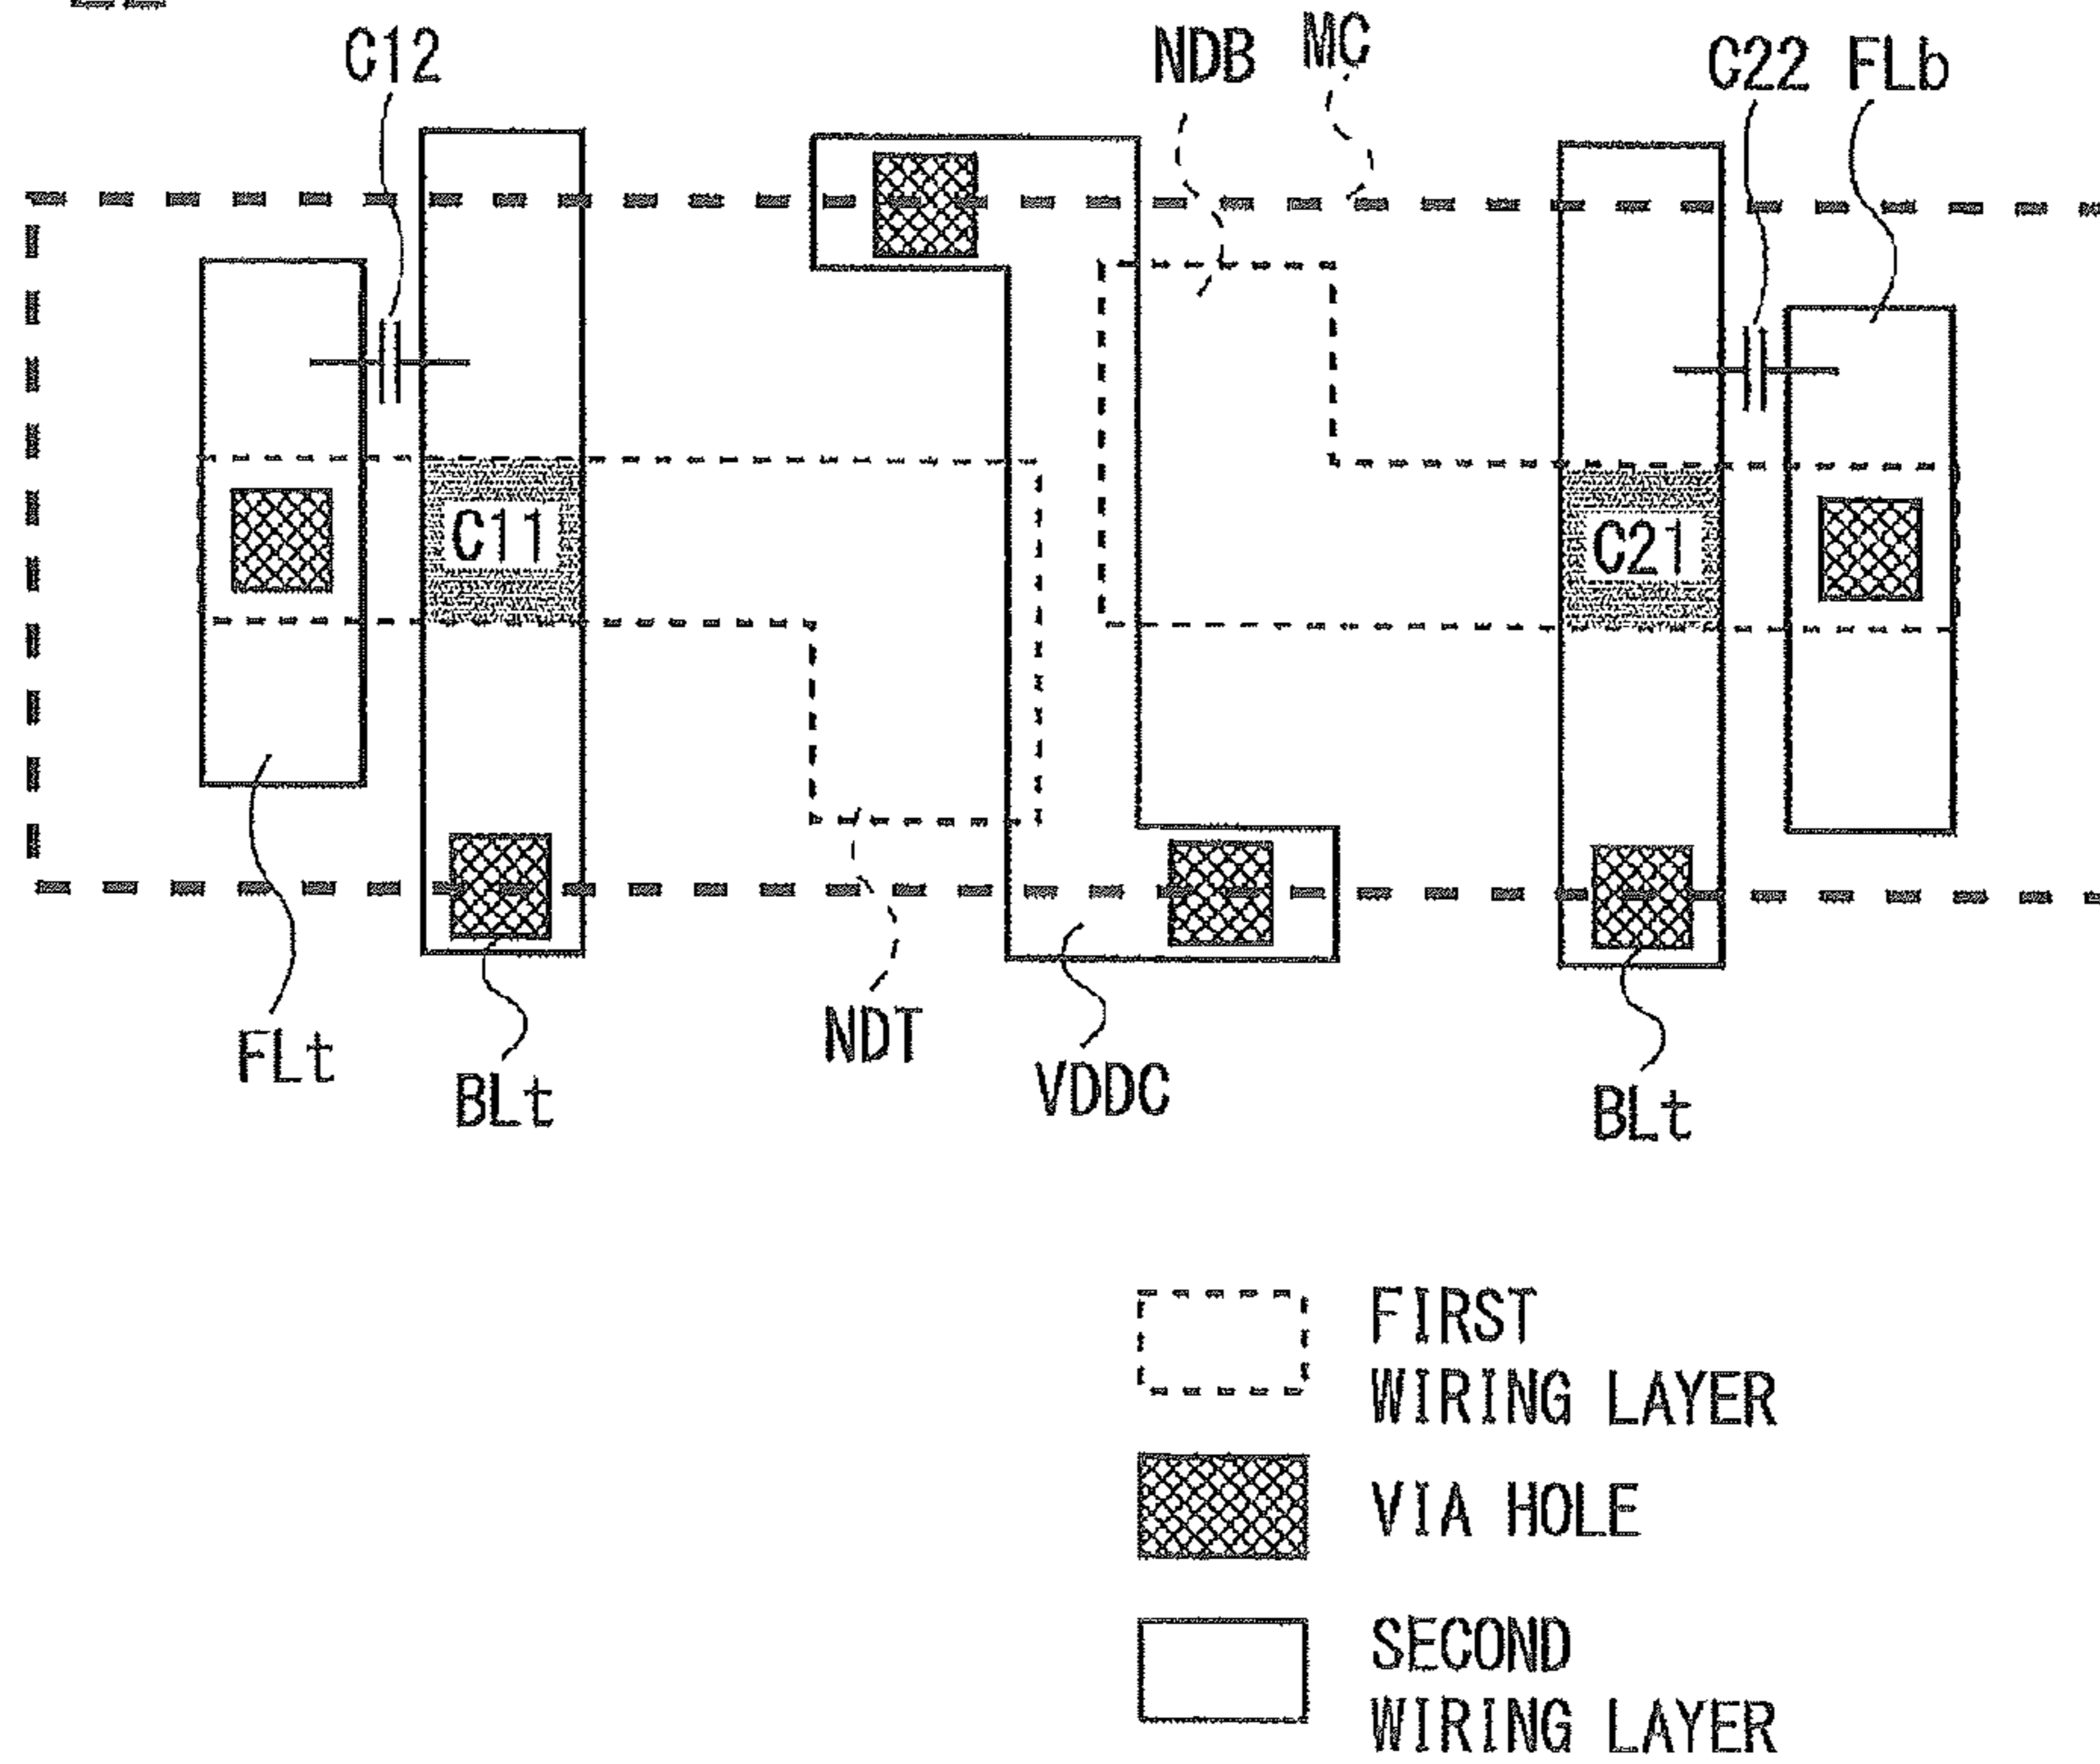 C12
NDB
MC
C22
FLb
C11
C21
FLt
BLt
NDT
VDDC
BLt
FIRST
WIRING LAYER
VIA HOLE
SECOND
WIRING LAYER